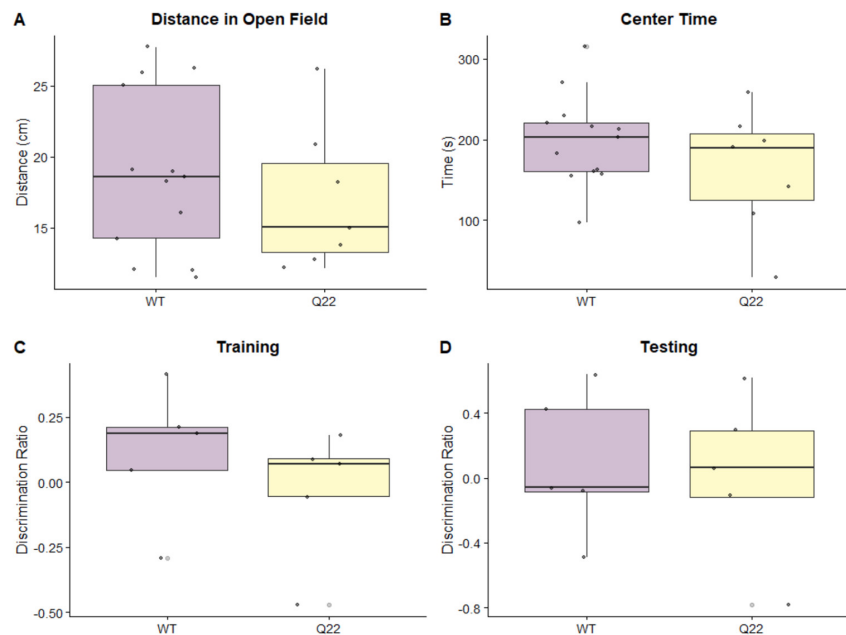 A Distance in Open Field
Distance (cm)
25
20
15
WT Q22
B Center Time
Time (s)
300
200
100
WT Q22
C Training
Discrimination Ratio
0.25
0.00
-0.25
-0.50
WT Q22
D Testing
Discrimination Ratio
0.4
0.0
-0.4
-0.8
WT Q22